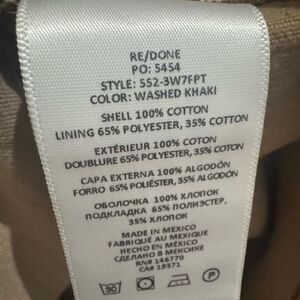 RE/DONE
PO: 5454
STYLE: 552-3W7FPT
COLOR: WASHED KHAKI
SHELL 100% COTTON
LINING 65% POLYESTER, 35% COTTON
EXTÉRIEUR 100% COTON
DOUBLURE 65% POLYESTER, 35% COTON
CAPA EXTERNA 100% ALGODÓN
FORRO 65% POLIÉSTER, 35% ALGODÓN
ОБОЛОЧКА 100% ХЛОПОК
ПОДКЛАДКА 65% ПОЛИЭСТЕР,
35% ХЛОПОК
MADE IN MEXICO
FABRIQUÉ AU MEXIQUE
HECHO EN MÉXICO
СДЕЛАНО В МЕКСИКЕ
RN# 146770
CA# 19371
30